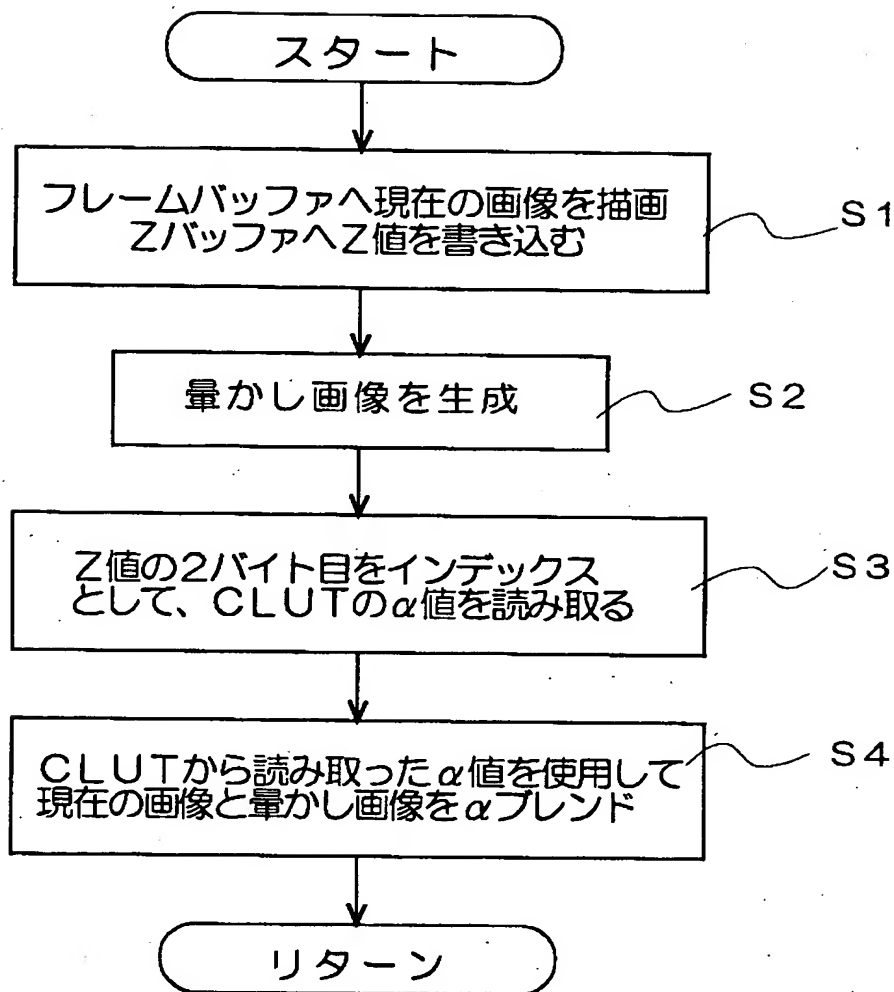 スタート
フレームバッファへ現在の画像を描画
ZバッファへZ値を書き込む
S1
暈かし画像を生成
S2
Z値の2バイト目をインデックス
として、CLUTのα値を読み取る
S3
CLUTから読み取ったα値を使用して
現在の画像と暈かし画像をαブレンド
S4
リターン